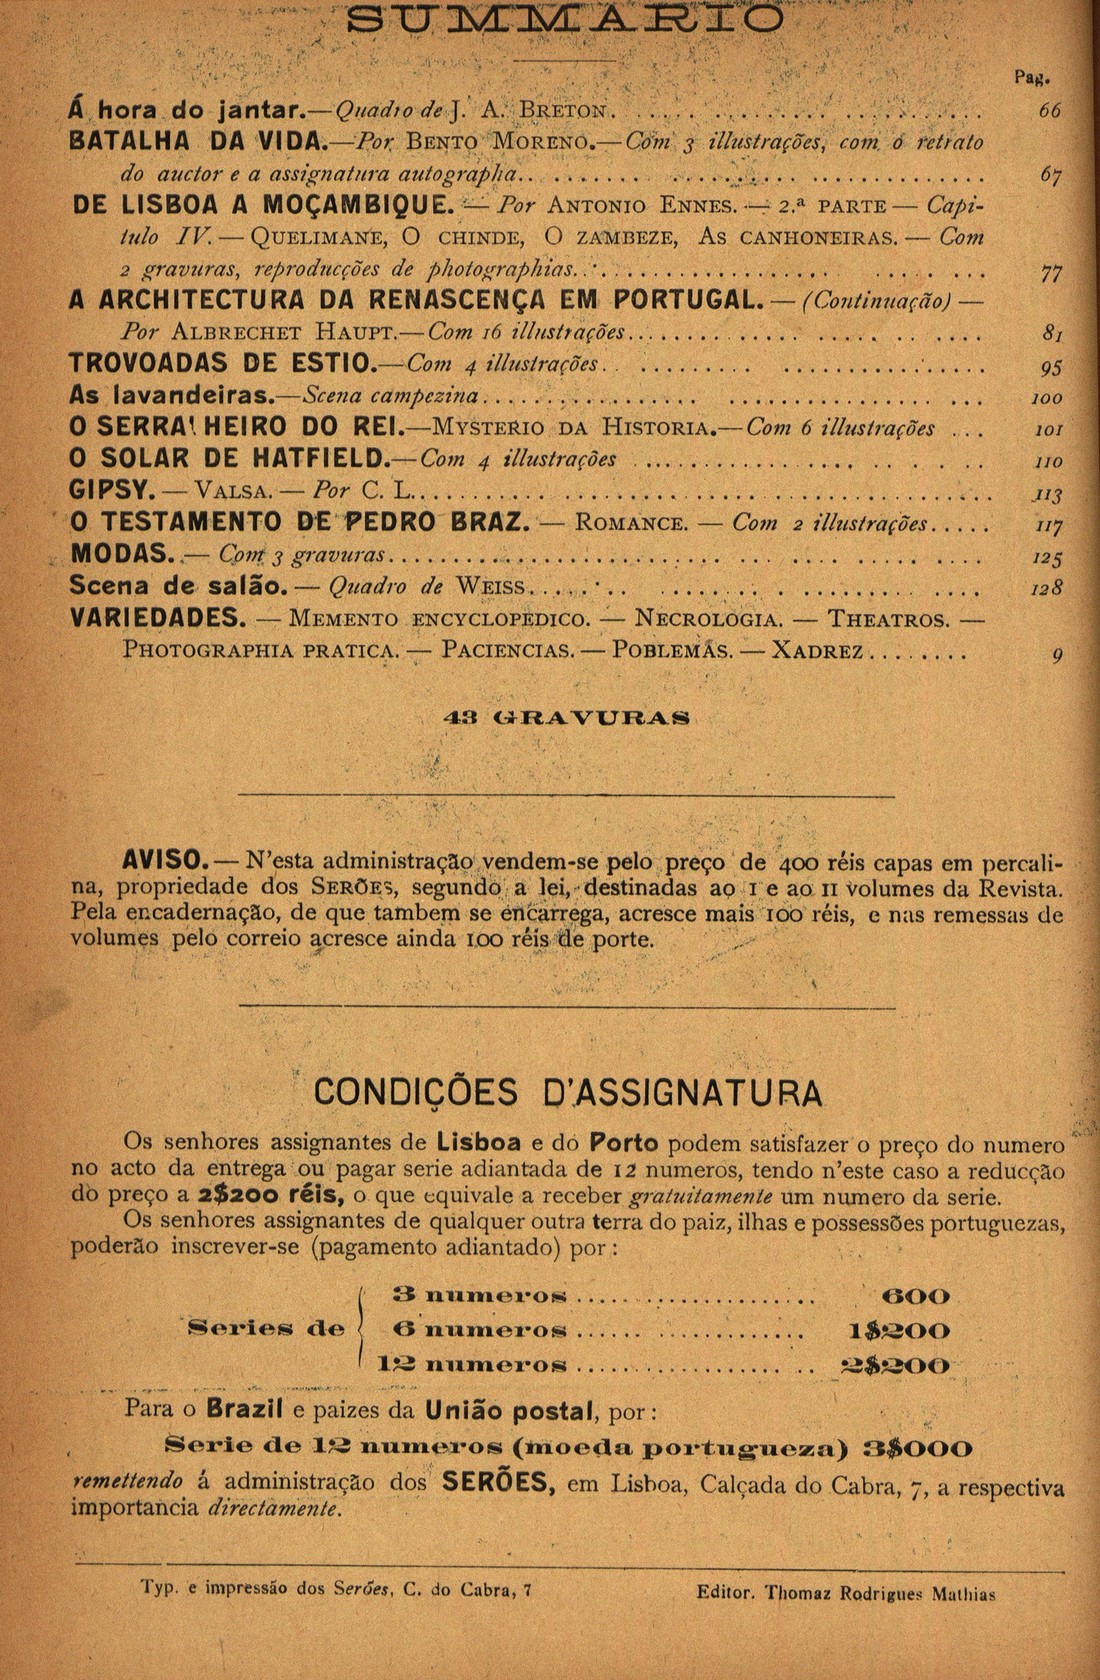 SUMMARIO
Pag.
Á hora do jantar.—Quadro de J. A. BRETON. 66
BATALHA DA VIDA.—Por BENTO MORENO.—Com 3 illustrações, com o retrato
do auctor e a assignatura autographa. 67
DE LISBOA A MOÇAMBIQUE. — Por ANTONIO ENNES. — 2.ª PARTE — Capi-
tulo IV. — QUELIMANE, O CHINDE, O ZAMBEZE, AS CANHONEIRAS. — Com
2 gravuras, reproducções de photographias. 77
A ARCHITECTURA DA RENASCENÇA EM PORTUGAL. — (Continuação) —
Por ALBRECHET HAUPT.—Com 16 illustrações 81
TROVOADAS DE ESTIO.—Com 4 illustrações 95
As lavandeiras.—Scena campezina 100
O SERRALHEIRO DO REI.—MYSTERIO DA HISTORIA.—Com 6 illustrações 101
O SOLAR DE HATFIELD.—Com 4 illustrações 110
GIPSY. — VALSA. — Por C. L. 113
O TESTAMENTO DE PEDRO BRAZ. — ROMANCE. — Com 2 illustrações 117
MODAS. — Com 3 gravuras 125
Scena de salão. — Quadro de WEISS 128
VARIEDADES. — MEMENTO ENCYCLOPEDICO. — NECROLOGIA. — THEATROS. —
PHOTOGRAPHIA PRATICA. — PACIENCIAS. — POBLEMAS. — XADREZ 9
43 GRAVURAS
AVISO.— N'esta administração vendem-se pelo preço de 400 réis capas em percali-
na, propriedade dos SERÕES, segundo a lei, destinadas ao I e ao II volumes da Revista.
Pela encadernação, de que tambem se encarrega, acresce mais 100 réis, e nas remessas de
volumes pelo correio acresce ainda 100 réis de porte.
CONDIÇÕES D'ASSIGNATURA
Os senhores assignantes de Lisboa e do Porto podem satisfazer o preço do numero
no acto da entrega ou pagar serie adiantada de 12 numeros, tendo n'este caso a reducção
do preço a 2$200 réis, o que equivale a receber gratuitamente um numero da serie.
Os senhores assignantes de qualquer outra terra do paiz, ilhas e possessões portuguezas,
poderão inscrever-se (pagamento adiantado) por:
3 numeros 600
Series de 6 numeros 1$200
12 numeros 2$200
Para o Brazil e paizes da União postal, por:
Serie de 12 numeros (moeda portugueza) 3$000
remettendo á administração dos SERÕES, em Lisboa, Calçada do Cabra, 7, a respectiva
importancia directamente.
Typ. e impressão dos Serões, C. do Cabra, 7
Editor. Thomaz Rodrigues Mathias